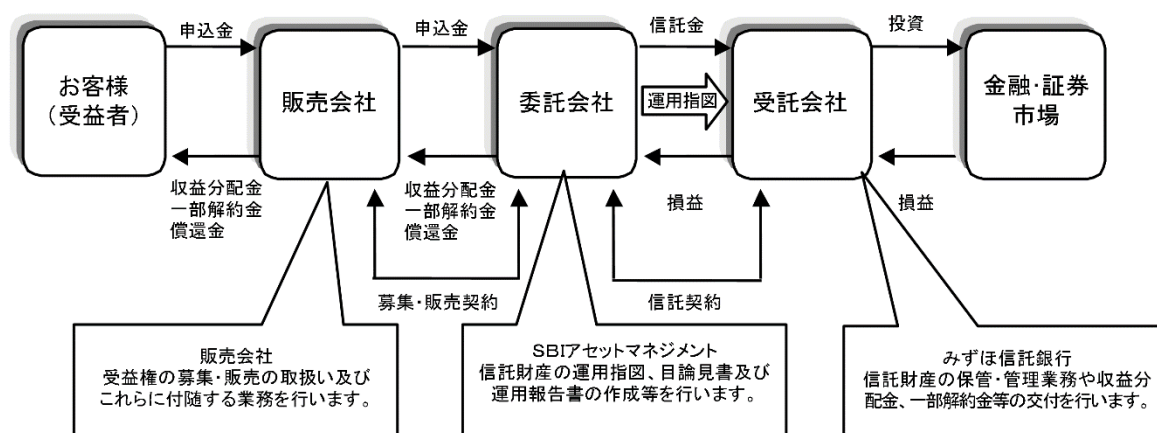 申込金
申込金
信託金
投資
お客様
(受益者)
販売会社
委託会社
運用指図
受託会社
金融・証券
市場
収益分配金
一部解約金
償還金
収益分配金
一部解約金
償還金
損益
損益
募集・販売契約
信託契約
販売会社
受益権の募集・販売の取扱い及び
これらに付随する業務を行います。
SBIアセットマネジメント
信託財産の運用指図、目論見書及び
運用報告書の作成等を行います。
みずほ信託銀行
信託財産の保管・管理業務や収益分
配金、一部解約金等の交付を行います。